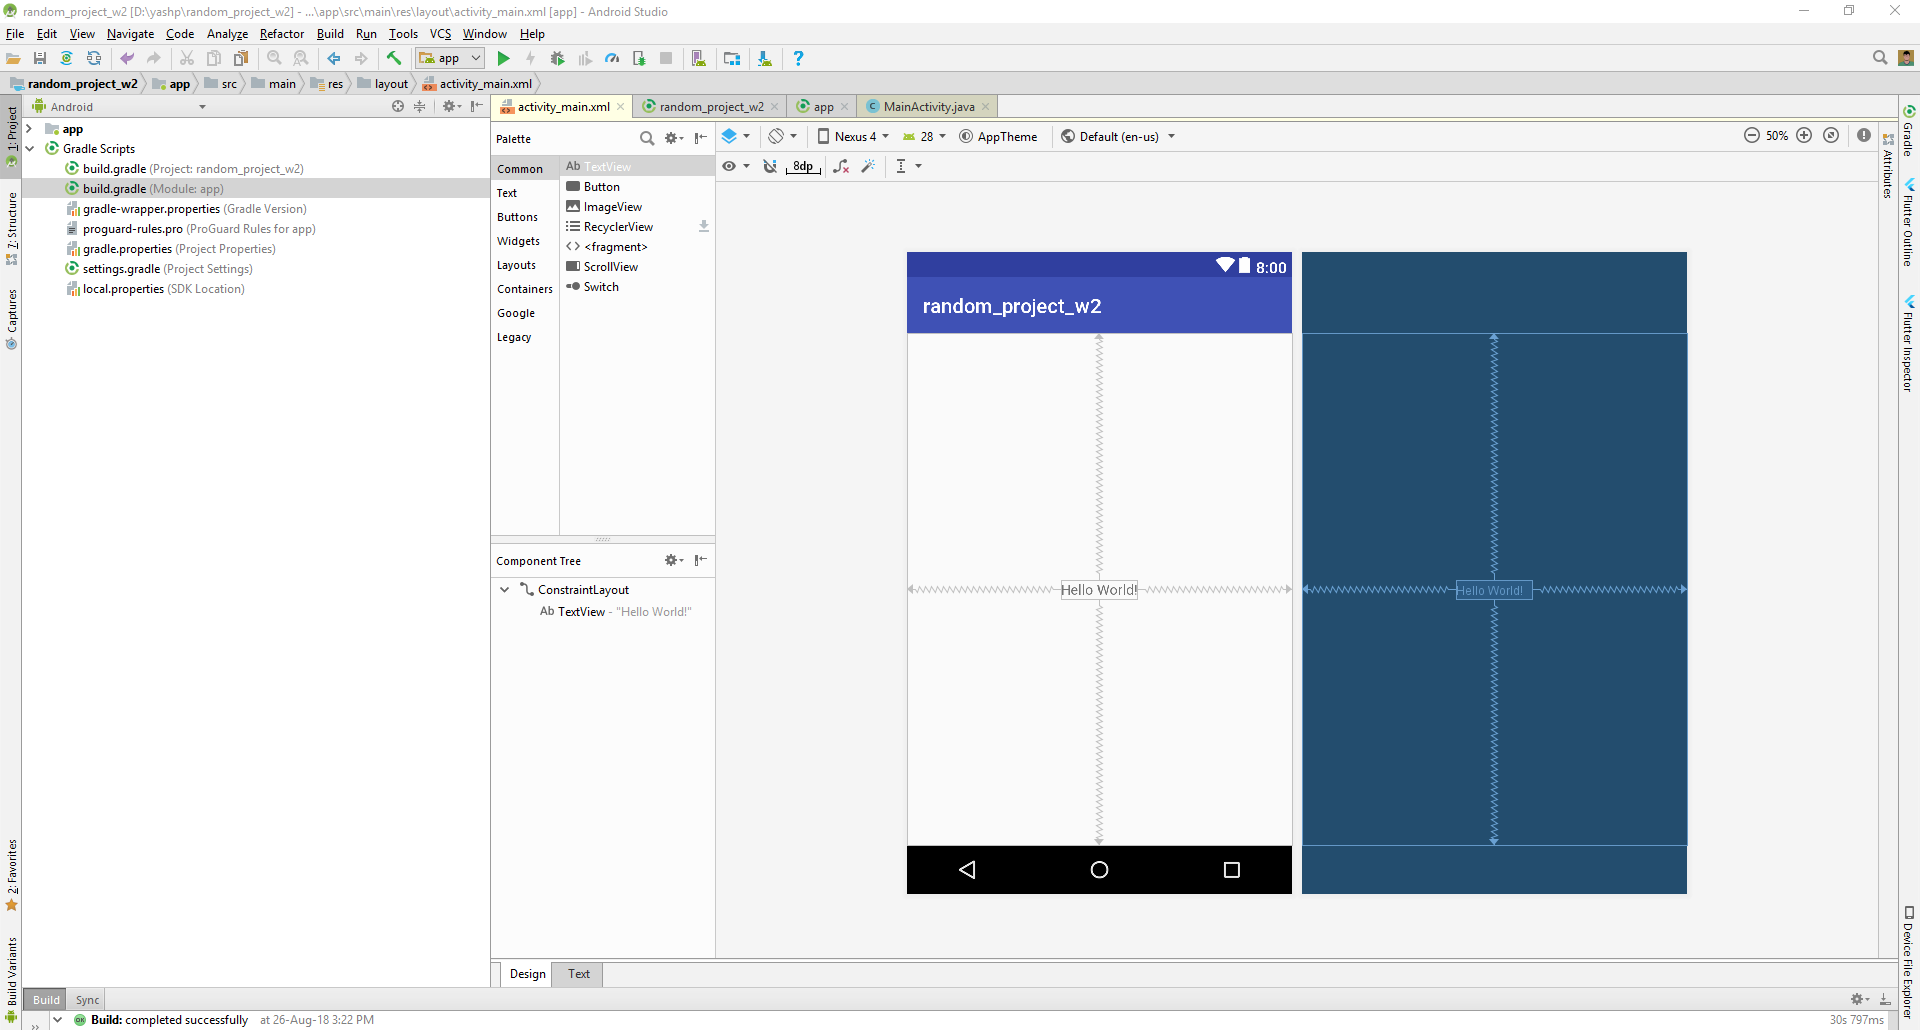 random_project_w2 [D:\yashp\random_project_w2] - ...\app\src\main\res\layout\activity_main.xml [app] - Android Studio
File Edit View Navigate Code Analyze Refactor Build Run Tools VCS Window Help
app
random_project_w2 app src main res layout activity_main.xml
Android
activity_main.xml random_project_w2 app MainActivity.java
1: Project
7: Structure
Captures
2: Favorites
Build Variants
app
Gradle Scripts
build.gradle (Project: random_project_w2)
build.gradle (Module: app)
gradle-wrapper.properties (Gradle Version)
proguard-rules.pro (ProGuard Rules for app)
gradle.properties (Project Properties)
settings.gradle (Project Settings)
local.properties (SDK Location)
Palette
Common
Text
Buttons
Widgets
Layouts
Containers
Google
Legacy
Ab TextView
Button
ImageView
RecyclerView
<fragment>
ScrollView
Switch
Component Tree
ConstraintLayout
Ab TextView - "Hello World!"
Nexus 4 28 AppTheme Default (en-us) 50%
8dp
8:00
random_project_w2
Hello World!
Hello World!
Gradle
Attributes
Flutter Outline
Flutter Inspector
Device File Explorer
Design Text
Build Sync
OK Build: completed successfully at 26-Aug-18 3:22 PM 30s 797ms